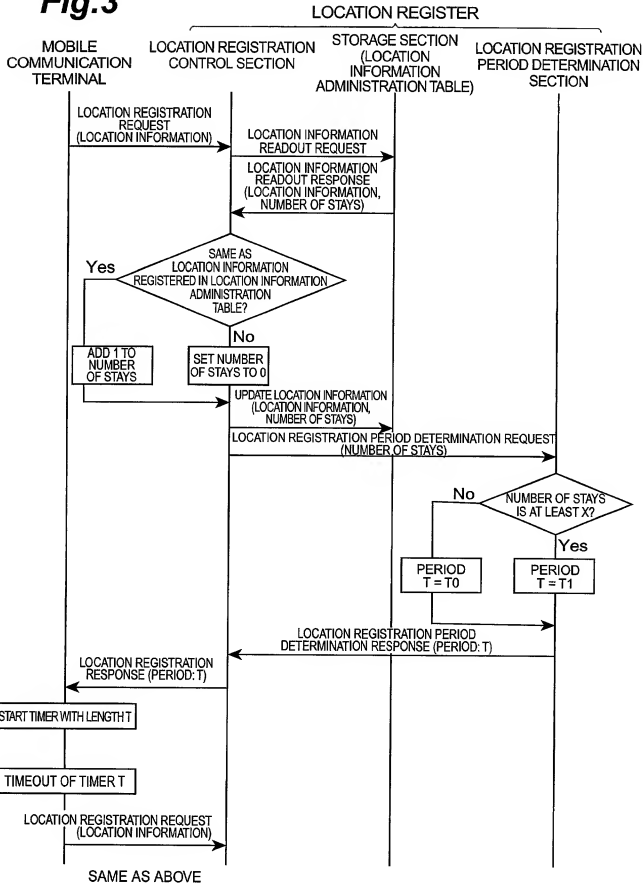 Fig.3
LOCATION REGISTER
MOBILE
COMMUNICATION
TERMINAL
LOCATION REGISTRATION
CONTROL SECTION
STORAGE SECTION
(LOCATION
INFORMATION
ADMINISTRATION TABLE)
LOCATION REGISTRATION
PERIOD DETERMINATION
SECTION
LOCATION REGISTRATION
REQUEST
(LOCATION INFORMATION)
LOCATION INFORMATION
READOUT REQUEST
LOCATION INFORMATION
READOUT RESPONSE
(LOCATION INFORMATION,
NUMBER OF STAYS)
SAME AS
LOCATION INFORMATION
REGISTERED IN LOCATION INFORMATION
ADMINISTRATION
TABLE?
Yes
No
ADD 1 TO
NUMBER
OF STAYS
SET NUMBER
OF STAYS TO 0
UPDATE LOCATION INFORMATION
(LOCATION INFORMATION,
NUMBER OF STAYS)
LOCATION REGISTRATION PERIOD DETERMINATION REQUEST
(NUMBER OF STAYS)
NUMBER OF STAYS
IS AT LEAST X?
No
Yes
PERIOD
T = T0
PERIOD
T = T1
LOCATION REGISTRATION PERIOD
DETERMINATION RESPONSE (PERIOD: T)
LOCATION REGISTRATION
RESPONSE (PERIOD: T)
START TIMER WITH LENGTH T
TIMEOUT OF TIMER T
LOCATION REGISTRATION REQUEST
(LOCATION INFORMATION)
SAME AS ABOVE